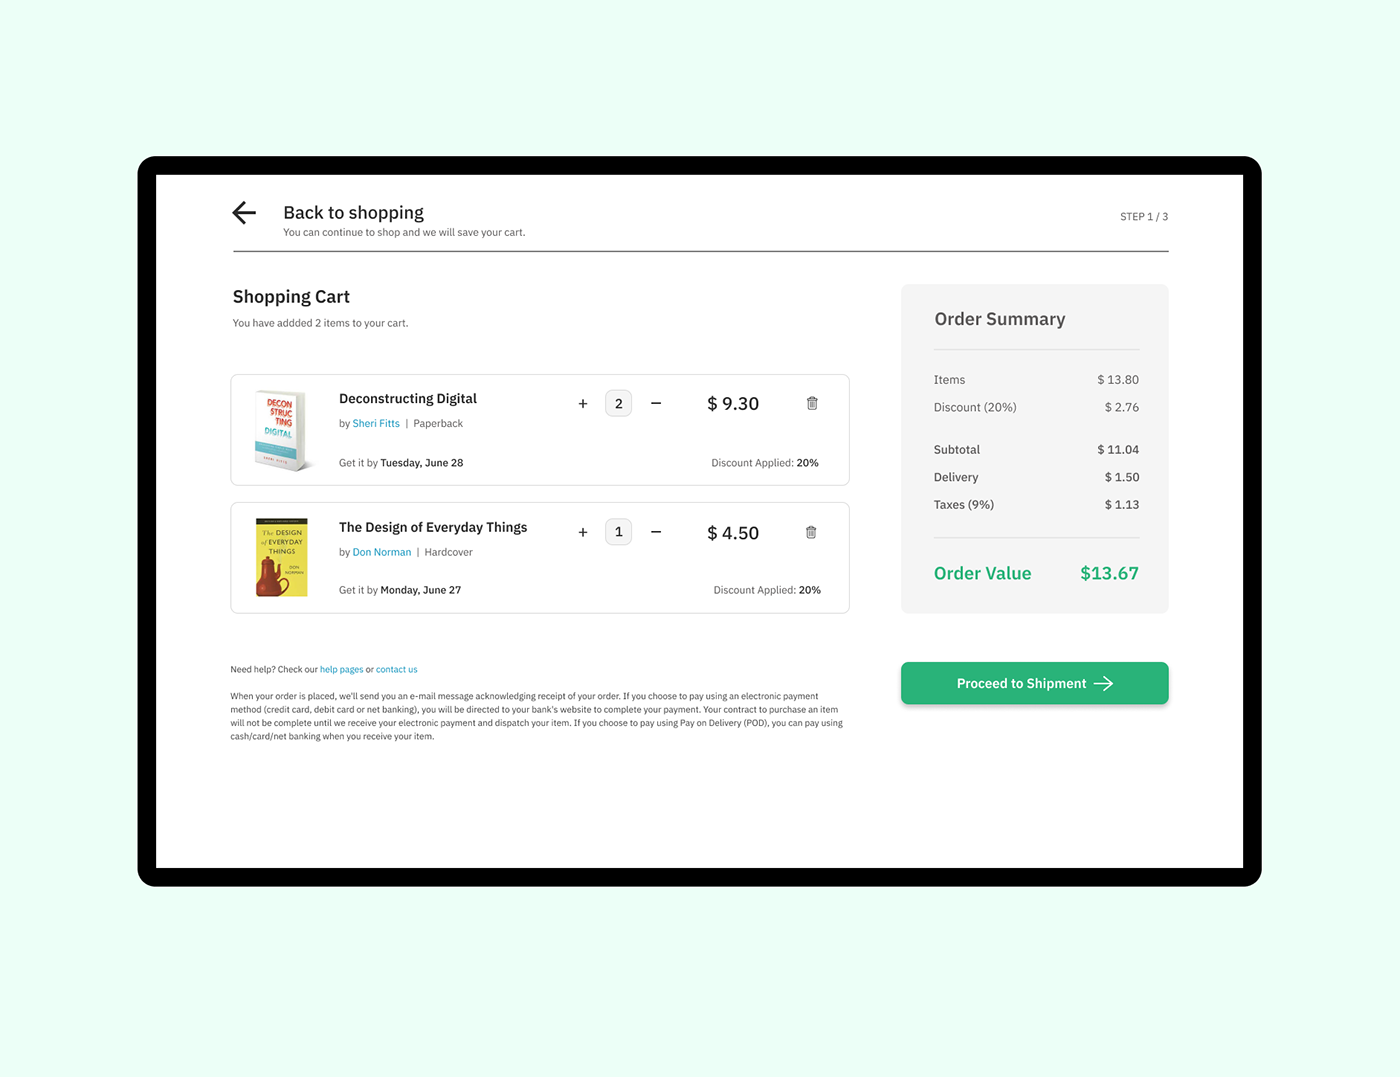 Back to shopping
You can continue to shop and we will save your cart.
STEP 1 / 3
Shopping Cart
You have addded 2 items to your cart.
DECON
STRUC
TING
DIGITAL
SHERI FITTS
Deconstructing Digital
by Sheri Fitts | Paperback
Get it by Tuesday, June 28
+ 2 −
$ 9.30
Discount Applied: 20%
The DESIGN
of EVERYDAY
THINGS
DON
NORMAN
The Design of Everyday Things
by Don Norman | Hardcover
Get it by Monday, June 27
+ 1 −
$ 4.50
Discount Applied: 20%
Order Summary
Items $ 13.80
Discount (20%) $ 2.76
Subtotal $ 11.04
Delivery $ 1.50
Taxes (9%) $ 1.13
Order Value $13.67
Need help? Check our help pages or contact us
When your order is placed, we'll send you an e-mail message acknowledging receipt of your order. If you choose to pay using an electronic payment
method (credit card, debit card or net banking), you will be directed to your bank's website to complete your payment. Your contract to purchase an item
will not be complete until we receive your electronic payment and dispatch your item. If you choose to pay using Pay on Delivery (POD), you can pay using
cash/card/net banking when you receive your item.
Proceed to Shipment